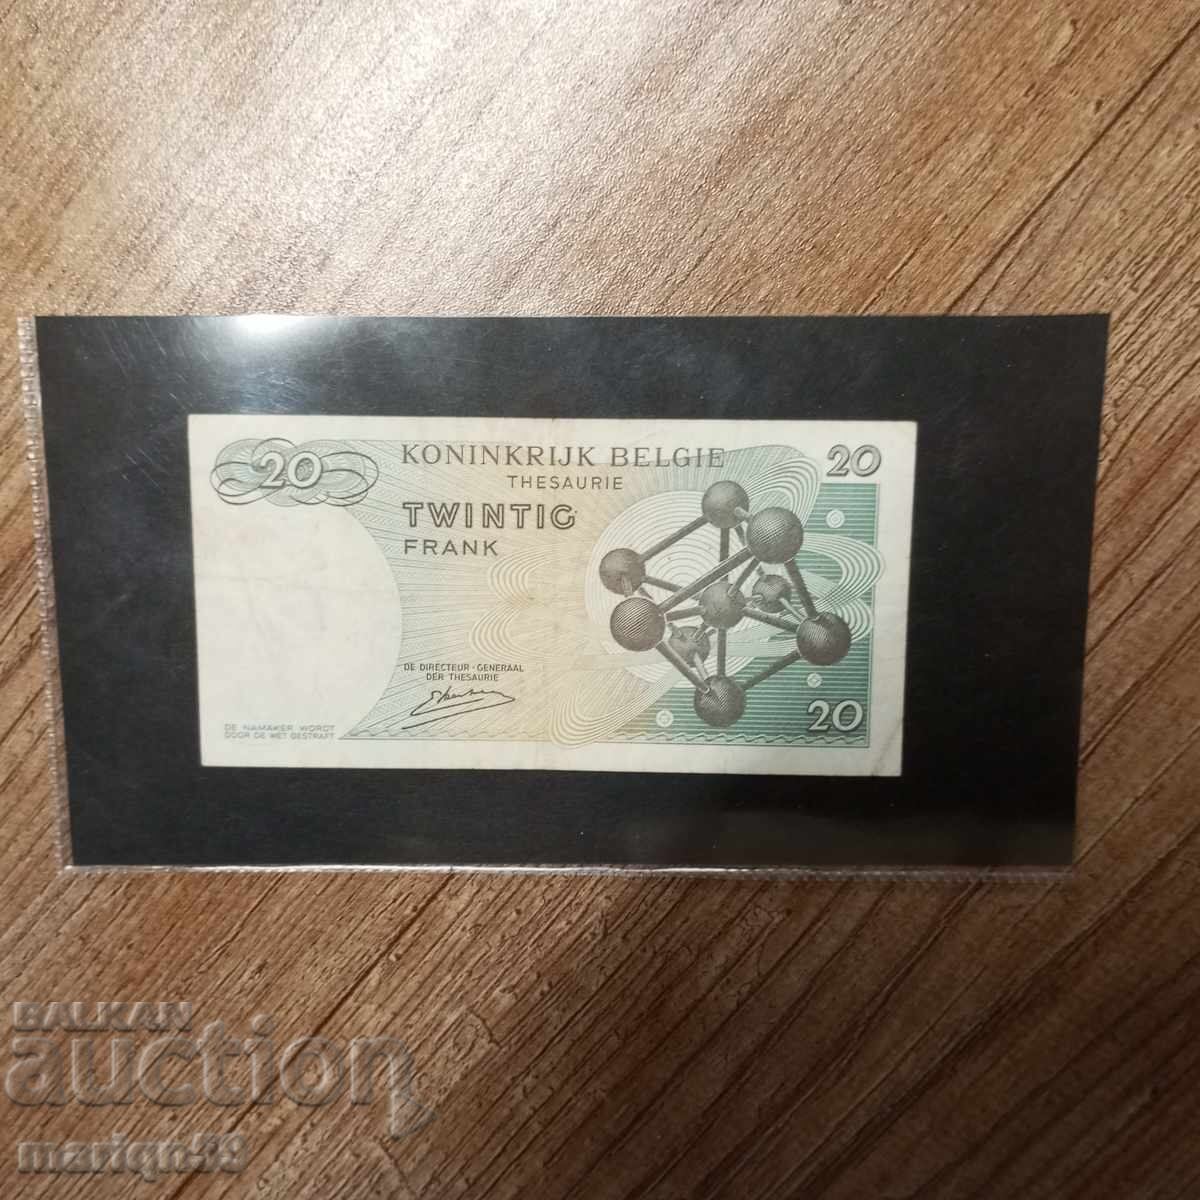 20
KONINKRIJK BELGIE
THESAURIE
20
TWINTIG
FRANK
DE DIRECTEUR-GENERAAL
DER THESAURIE
DE NAMAKER WORDT
DOOR DE WET GESTRAFT
20
BALKAN
auction
mariqn59